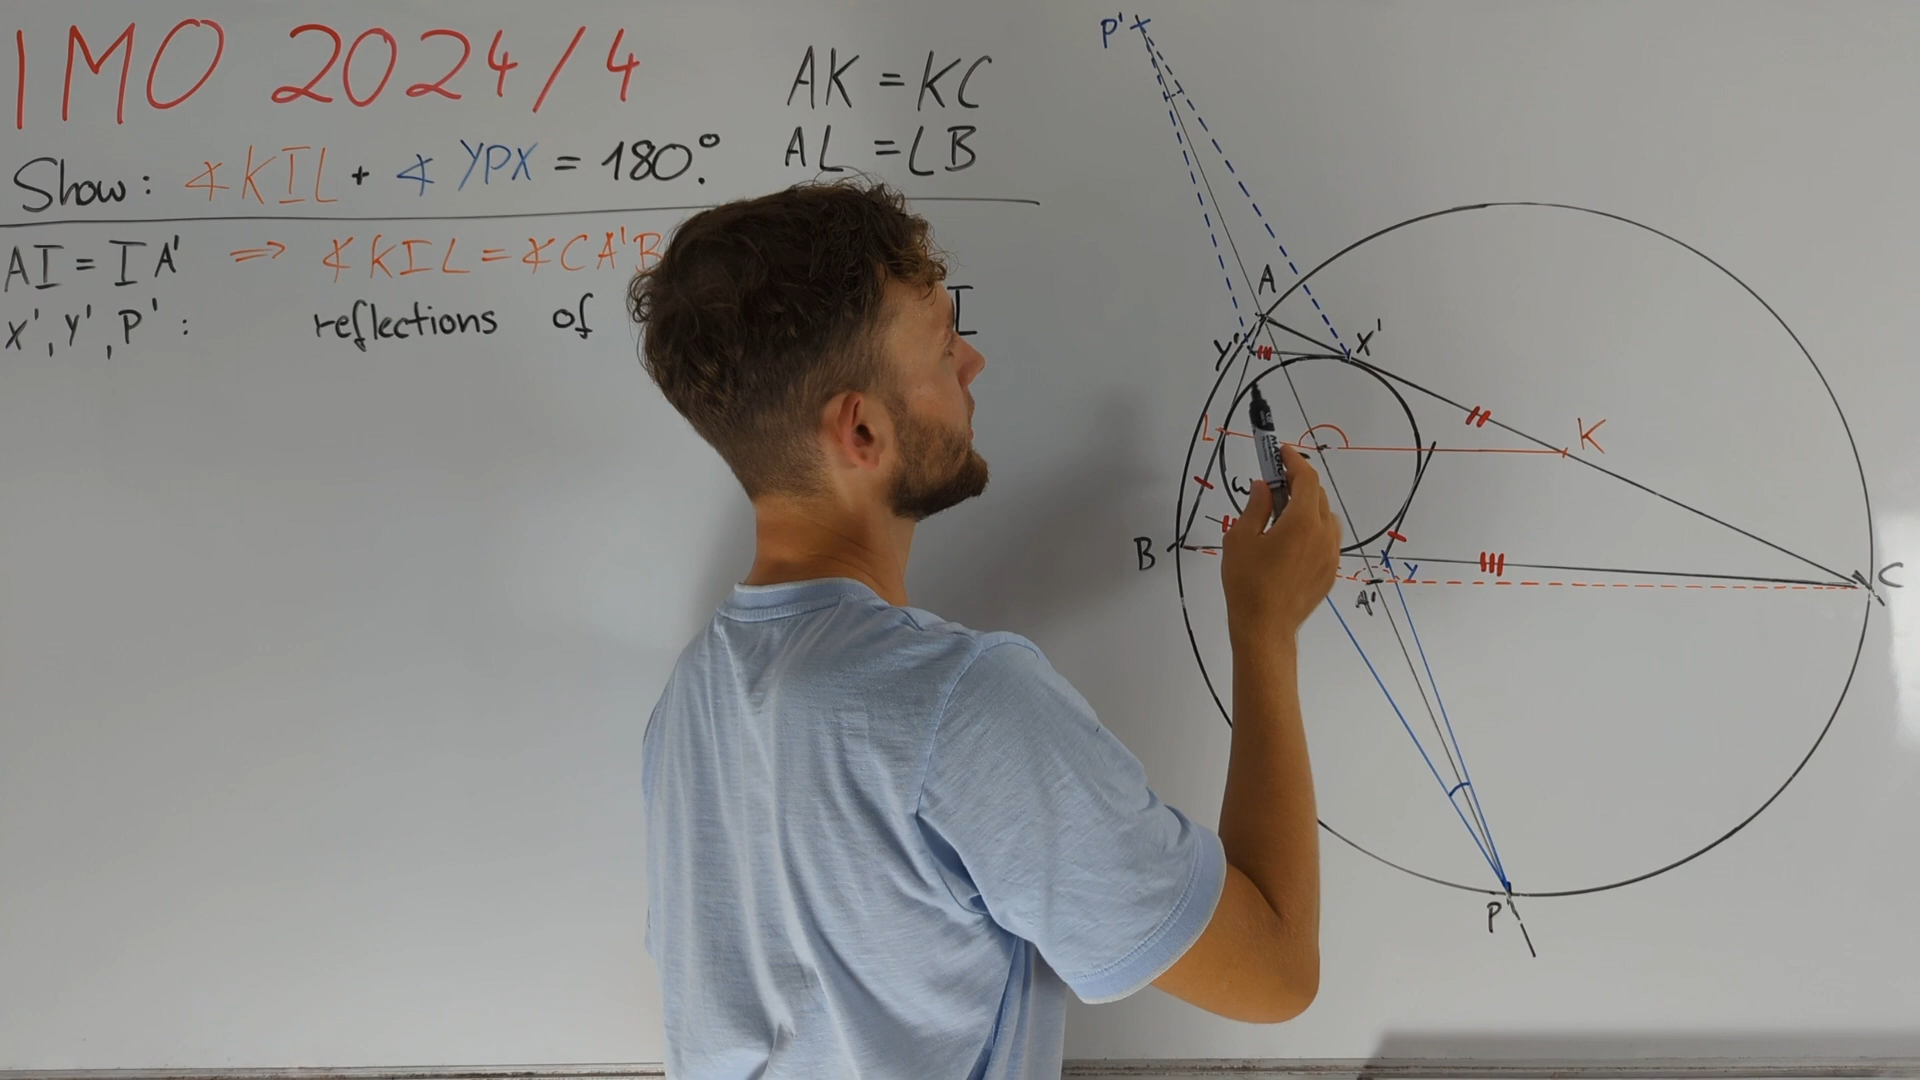 IMO 2024/4
AK = KC
AL = LB
Show: ∢KIL + ∢YPX = 180°.
AI = IA' ⇒ ∢KIL = ∢CA'B
X', Y', P': reflections of I
P'
A
X'
Y'
L
K
ω
B
Y
A'
C
P